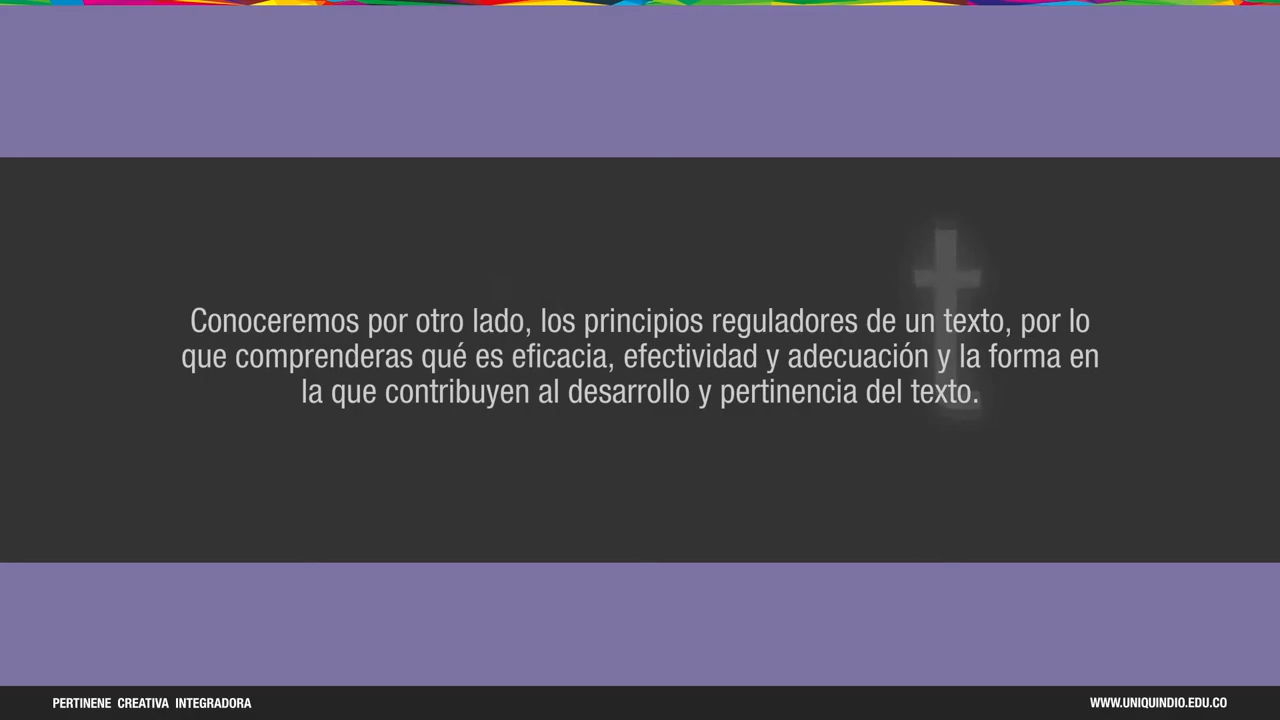 Conoceremos por otro lado, los principios reguladores de un texto, por lo
que comprenderas qué es eficacia, efectividad y adecuación y la forma en
la que contribuyen al desarrollo y pertinencia del texto.
t
PERTINENE CREATIVA INTEGRADORA
WWW.UNIQUINDIO.EDU.CO